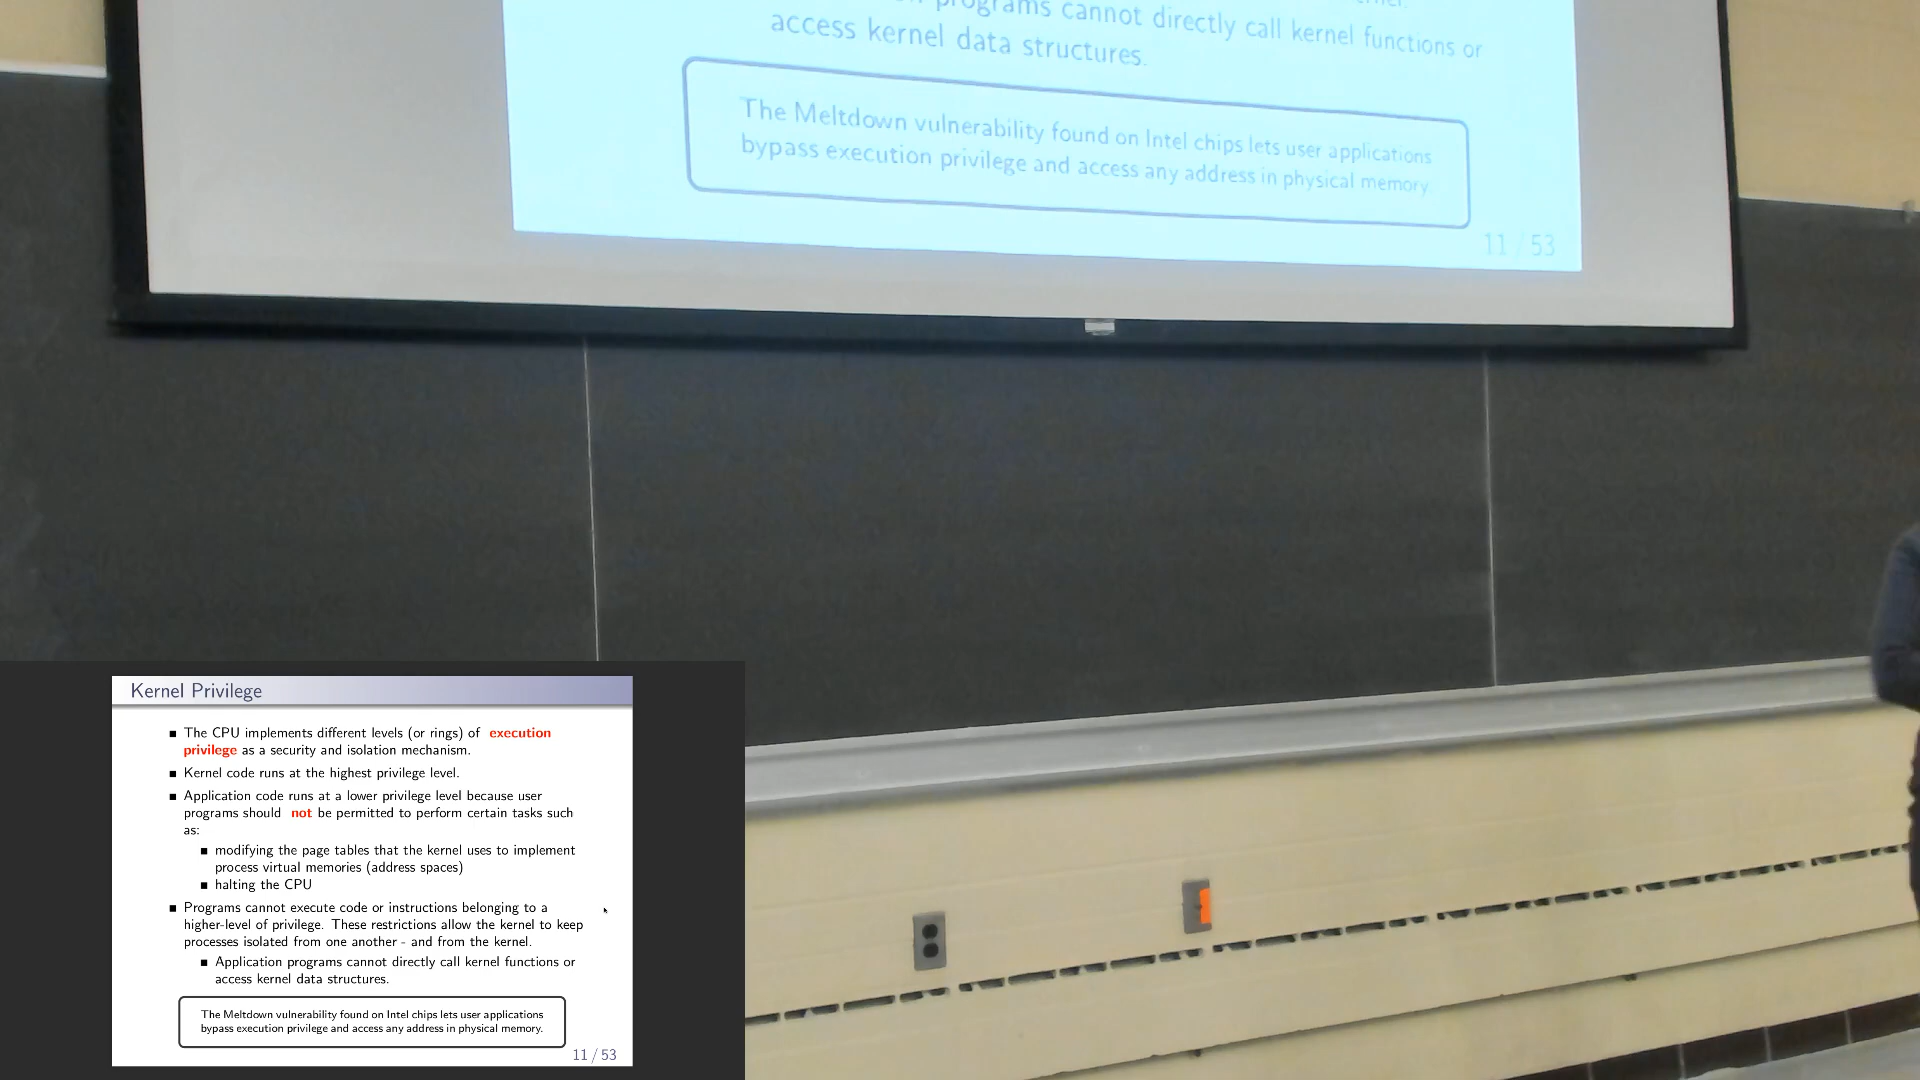 programs cannot directly call kernel functions or
access kernel data structures.
The Meltdown vulnerability found on Intel chips lets user applications
bypass execution privilege and access any address in physical memory.
11 / 53
Kernel Privilege
The CPU implements different levels (or rings) of execution
privilege as a security and isolation mechanism.
Kernel code runs at the highest privilege level.
Application code runs at a lower privilege level because user
programs should not be permitted to perform certain tasks such
as:
modifying the page tables that the kernel uses to implement
process virtual memories (address spaces)
halting the CPU
Programs cannot execute code or instructions belonging to a
higher-level of privilege. These restrictions allow the kernel to keep
processes isolated from one another - and from the kernel.
Application programs cannot directly call kernel functions or
access kernel data structures.
The Meltdown vulnerability found on Intel chips lets user applications
bypass execution privilege and access any address in physical memory.
11 / 53